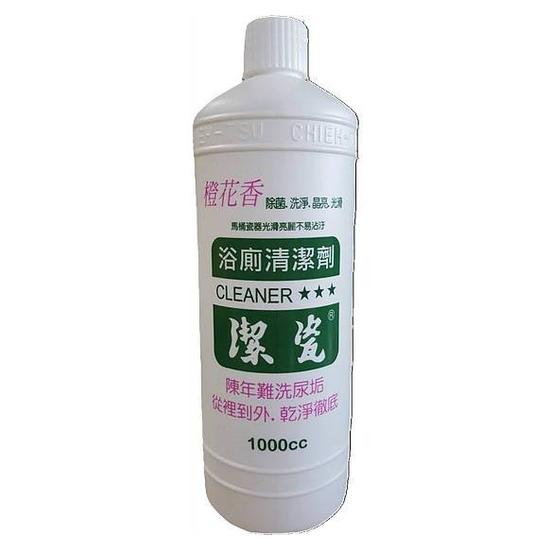 CHIEH-
橙花香 除菌.洗淨.晶亮.光滑
馬桶瓷器光滑亮麗不易沾汙
浴廁清潔劑
CLEANER ★★★
潔瓷®
陳年難洗尿垢
從裡到外.乾淨徹底
1000cc